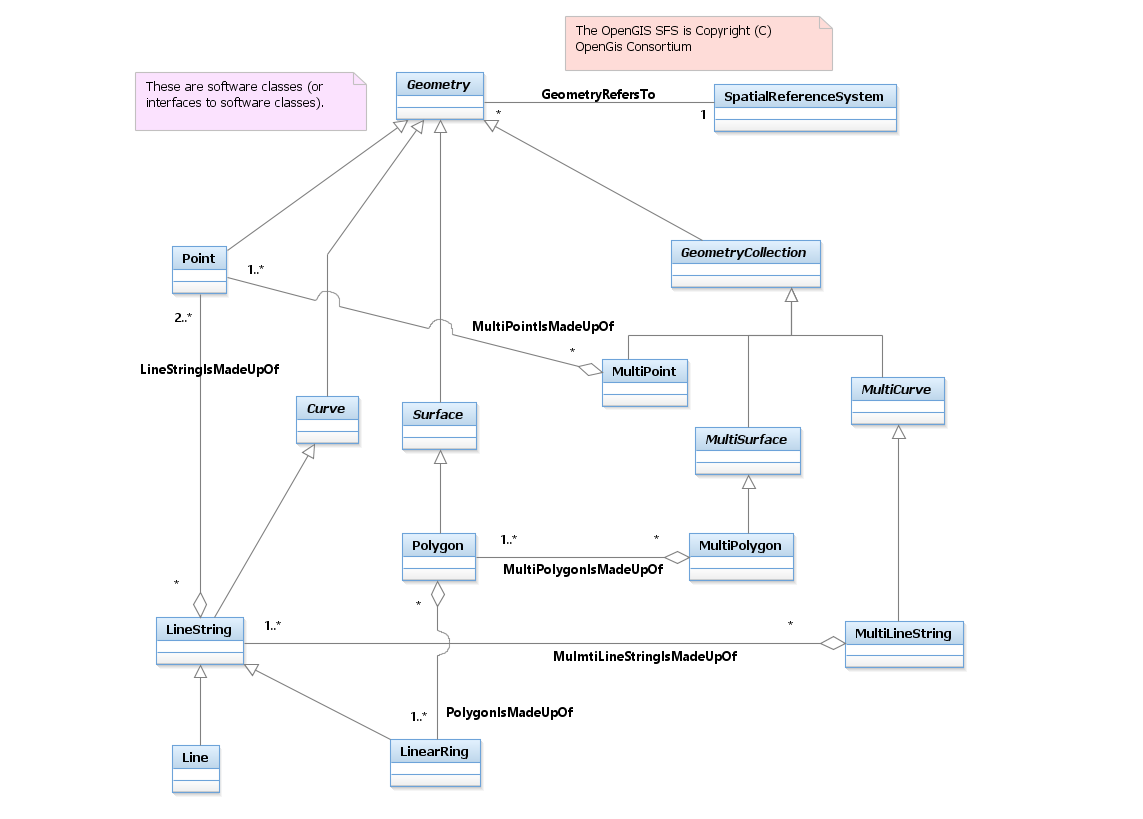 The OpenGIS SFS is Copyright (C)
OpenGis Consortium
These are software classes (or
interfaces to software classes).
Geometry
GeometryRefersTo
SpatialReferenceSystem
*
1
Point
1..*
GeometryCollection
2..*
MultiPointIsMadeUpOf
*
LineStringIsMadeUpOf
MultiPoint
MultiCurve
Curve
Surface
MultiSurface
Polygon
1..*
*
MultiPolygon
MultiPolygonIsMadeUpOf
*
*
LineString
1..*
*
MultiLineString
MulmtiLineStringIsMadeUpOf
1..*
PolygonIsMadeUpOf
Line
LinearRing